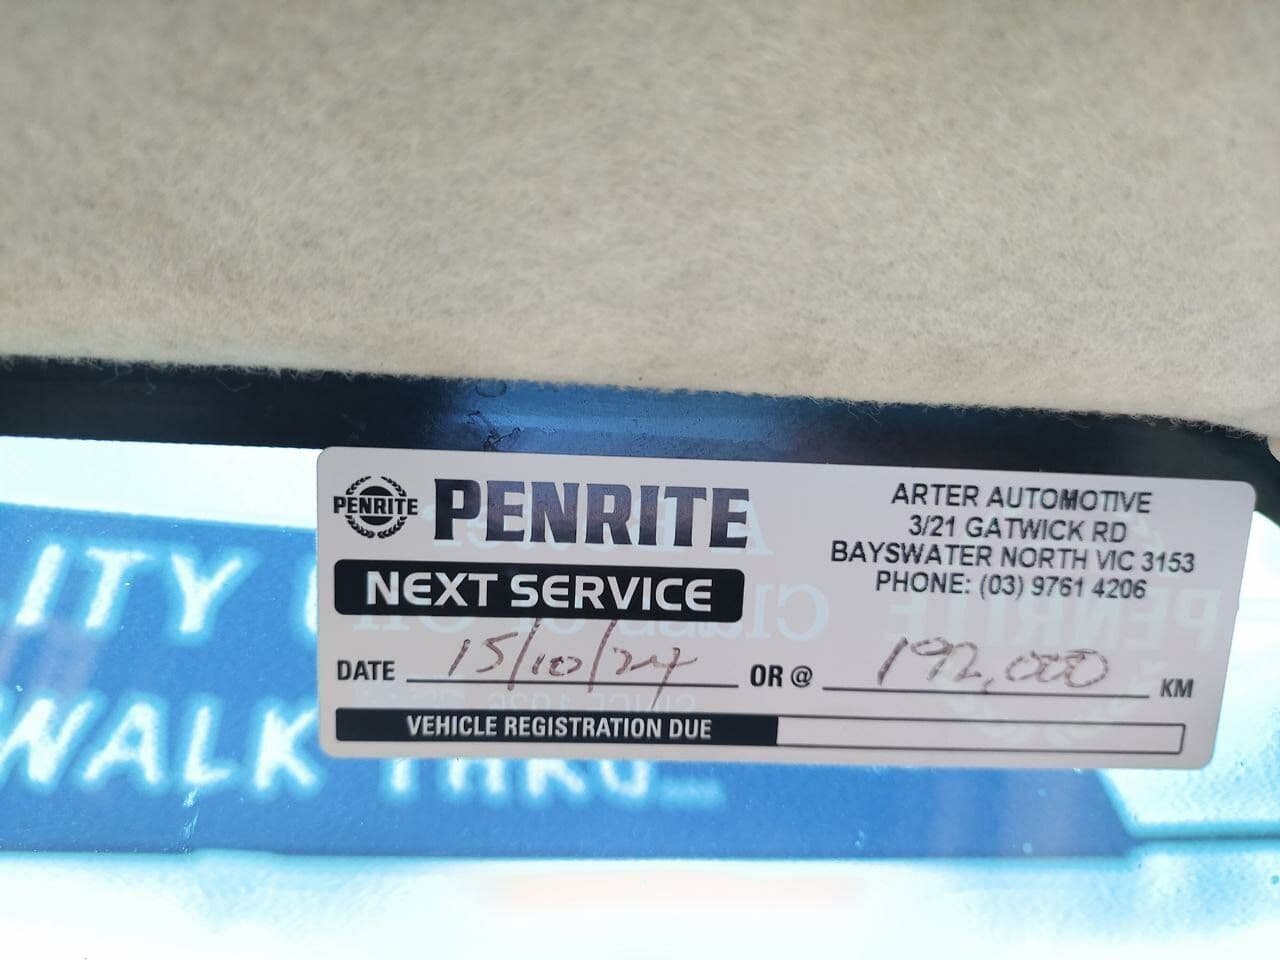 PENRITE
PENRITE
ARTER AUTOMOTIVE
3/21 GATWICK RD
BAYSWATER NORTH VIC 3153
PHONE: (03) 9761 4206
NEXT SERVICE
DATE 15/10/24 OR @ 192,000 KM
VEHICLE REGISTRATION DUE
ITY
WALK THRU...